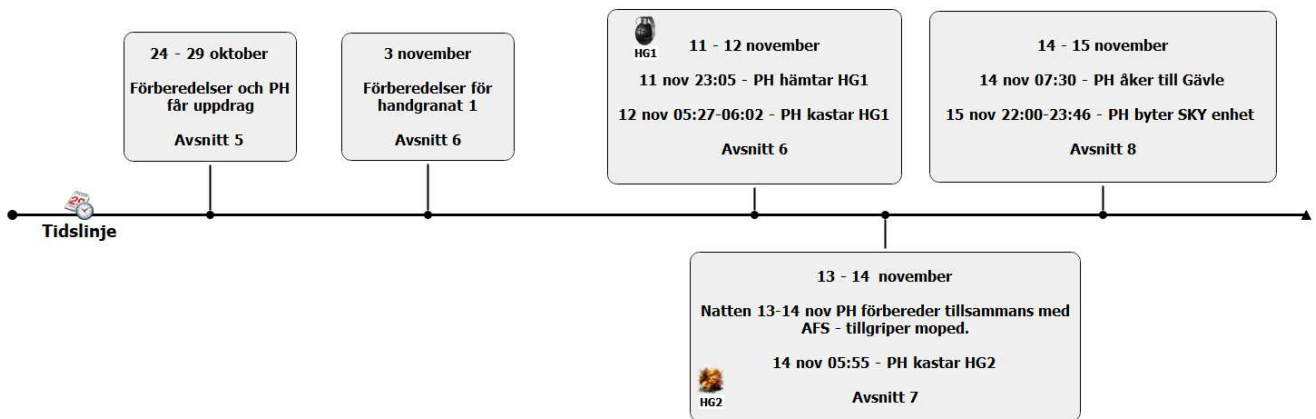 24 - 29 oktober
Förberedelser och PH
får uppdrag
Avsnitt 5
3 november
Förberedelser för
handgranat 1
Avsnitt 6
HG1
11 - 12 november
11 nov 23:05 - PH hämtar HG1
12 nov 05:27-06:02 - PH kastar HG1
Avsnitt 6
14 - 15 november
14 nov 07:30 - PH åker till Gävle
15 nov 22:00-23:46 - PH byter SKY enhet
Avsnitt 8
Tidslinje
13 - 14 november
Natten 13-14 nov PH förbereder tillsammans med
AFS - tillgriper moped.
14 nov 05:55 - PH kastar HG2
HG2
Avsnitt 7